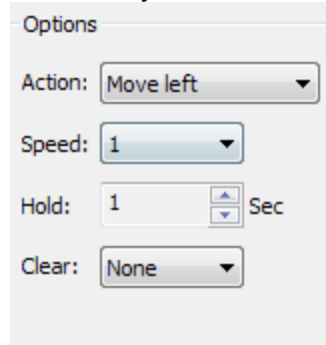 Options
Action: Move left
Speed: 1
Hold: 1 Sec
Clear: None